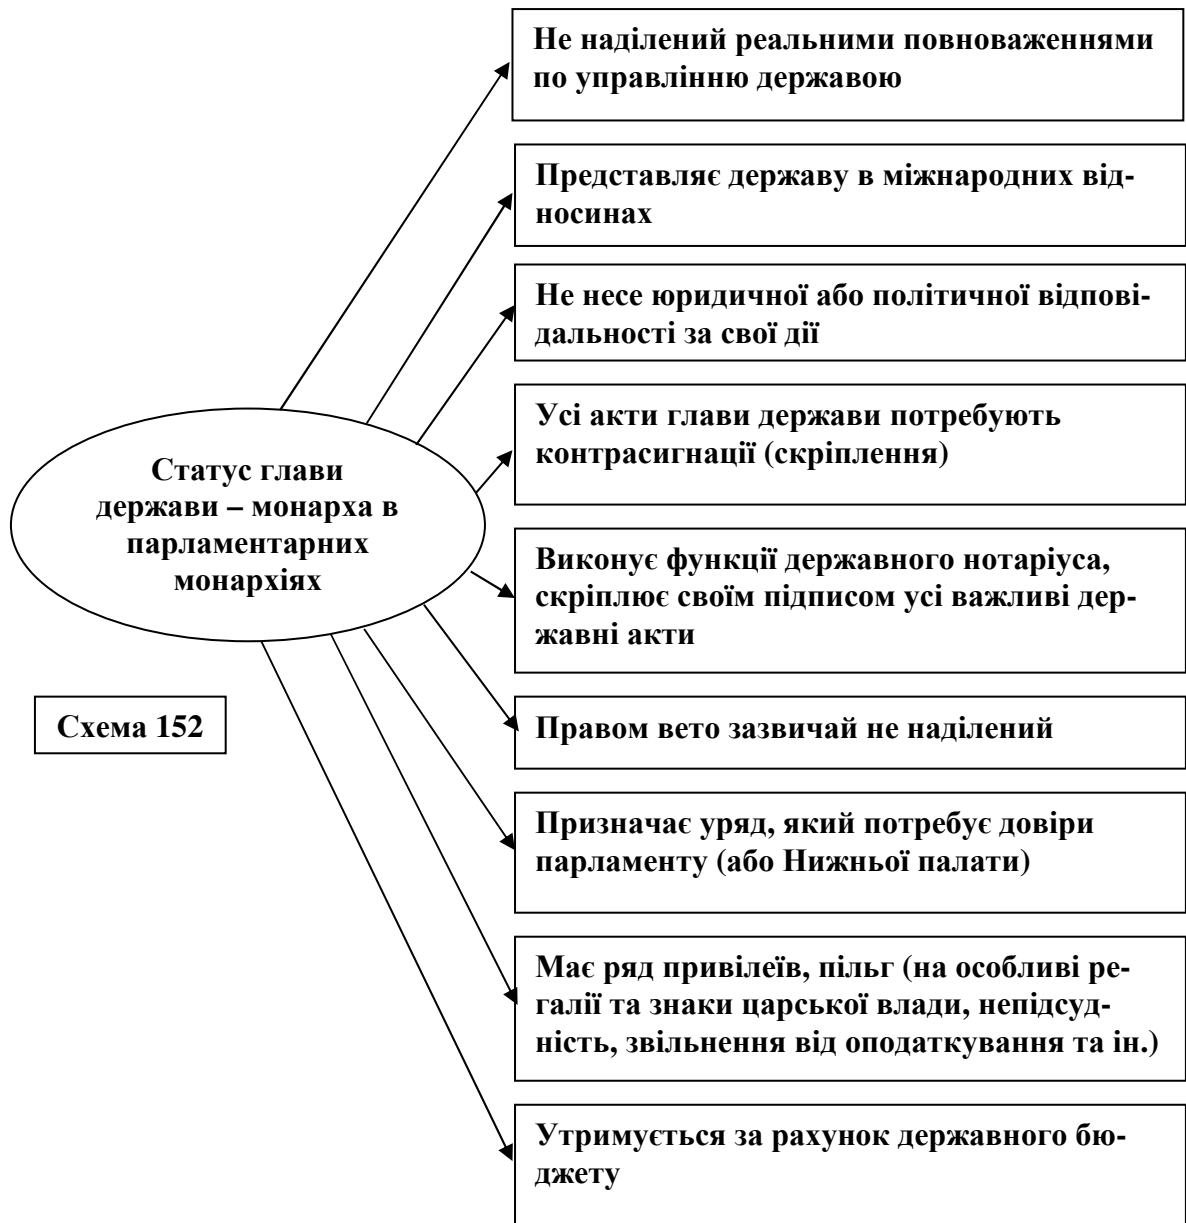 Не наділений реальними повноваженнями
по управлінню державою
Представляє державу в міжнародних від-
носинах
Не несе юридичної або політичної відпові-
дальності за свої дії
Усі акти глави держави потребують
контрасигнації (скріплення)
Статус глави
держави – монарха в
парламентарних
монархіях
Виконує функції державного нотаріуса,
скріплює своїм підписом усі важливі дер-
жавні акти
Схема 152
Правом вето зазвичай не наділений
Призначає уряд, який потребує довіри
парламенту (або Нижньої палати)
Має ряд привілеїв, пільг (на особливі ре-
галії та знаки царської влади, непідсуд-
ність, звільнення від оподаткування та ін.)
Утримується за рахунок державного бю-
джету